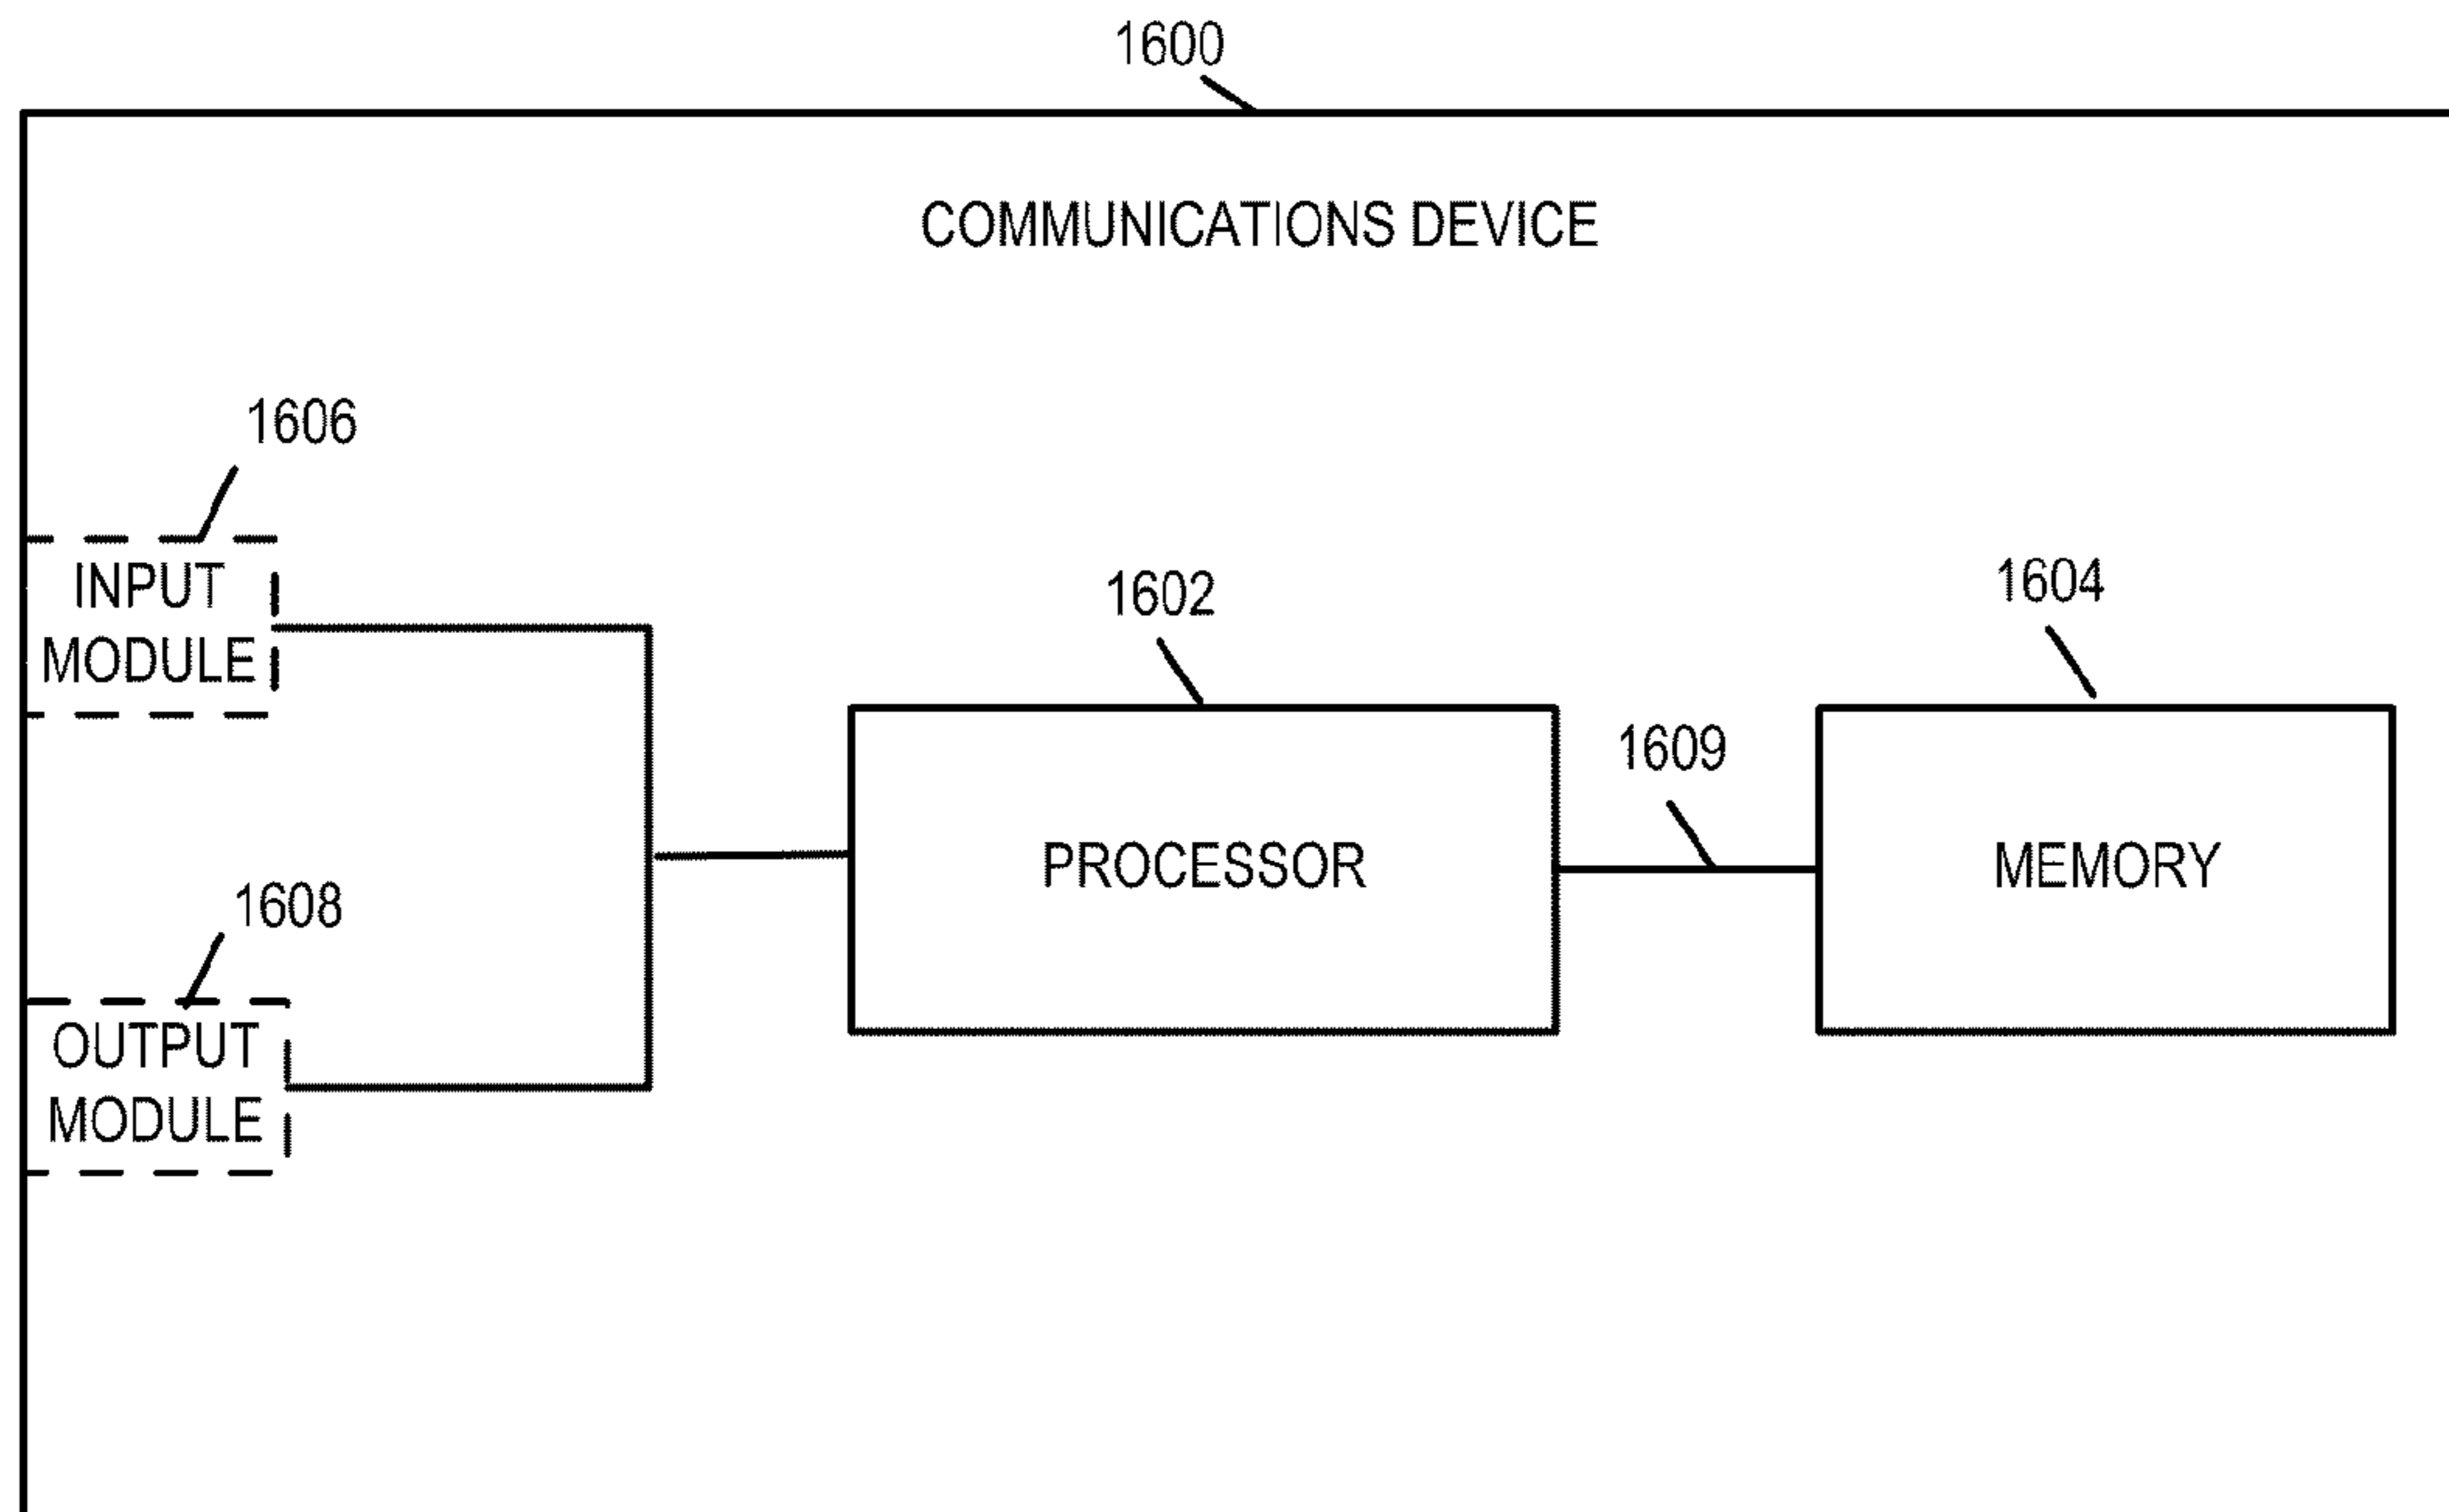 1600
COMMUNICATIONS DEVICE
1606
INPUT
MODULE
1602
1604
1609
PROCESSOR
MEMORY
1608
OUTPUT
MODULE